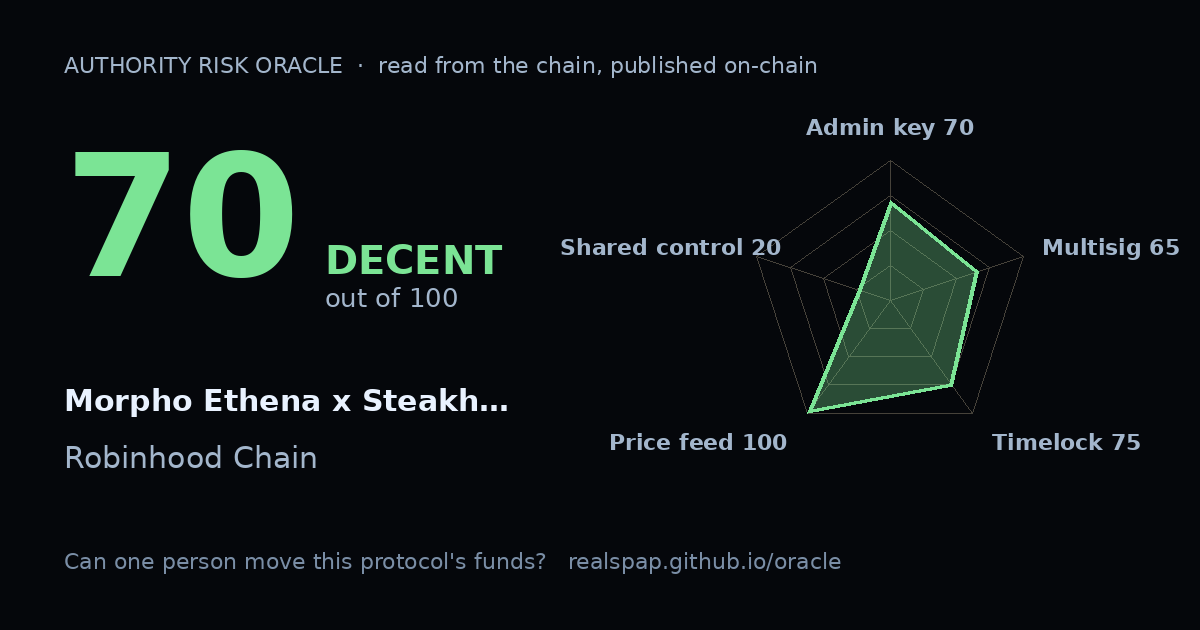 AUTHORITY RISK ORACLE · read from the chain, published on-chain
70
DECENT
out of 100
Morpho Ethena x Steakh…
Robinhood Chain
Admin key 70
Shared control 20
Multisig 65
Price feed 100
Timelock 75
Can one person move this protocol's funds? realspap.github.io/oracle